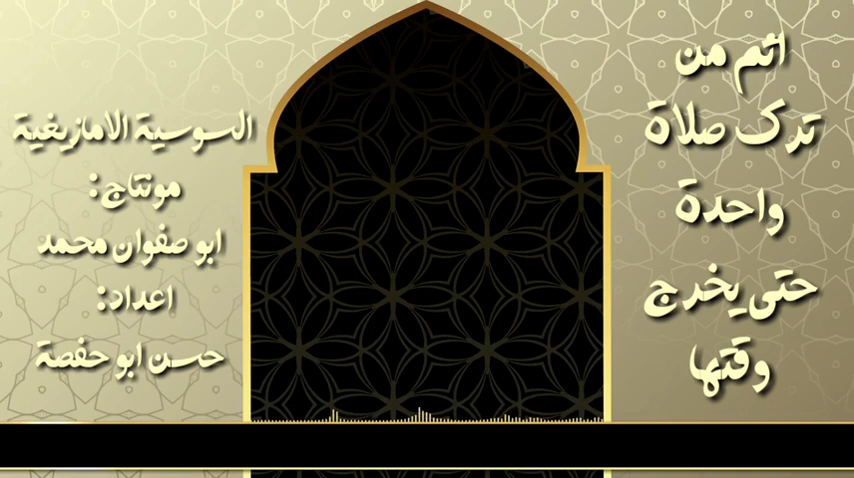 اثم من
ترك صلاة
واحدة
حتى يخرج
وقتها
السوسية الامازيغية
مونتاج:
ابو صفوان محمد
اعداد:
حسن ابو حفصة